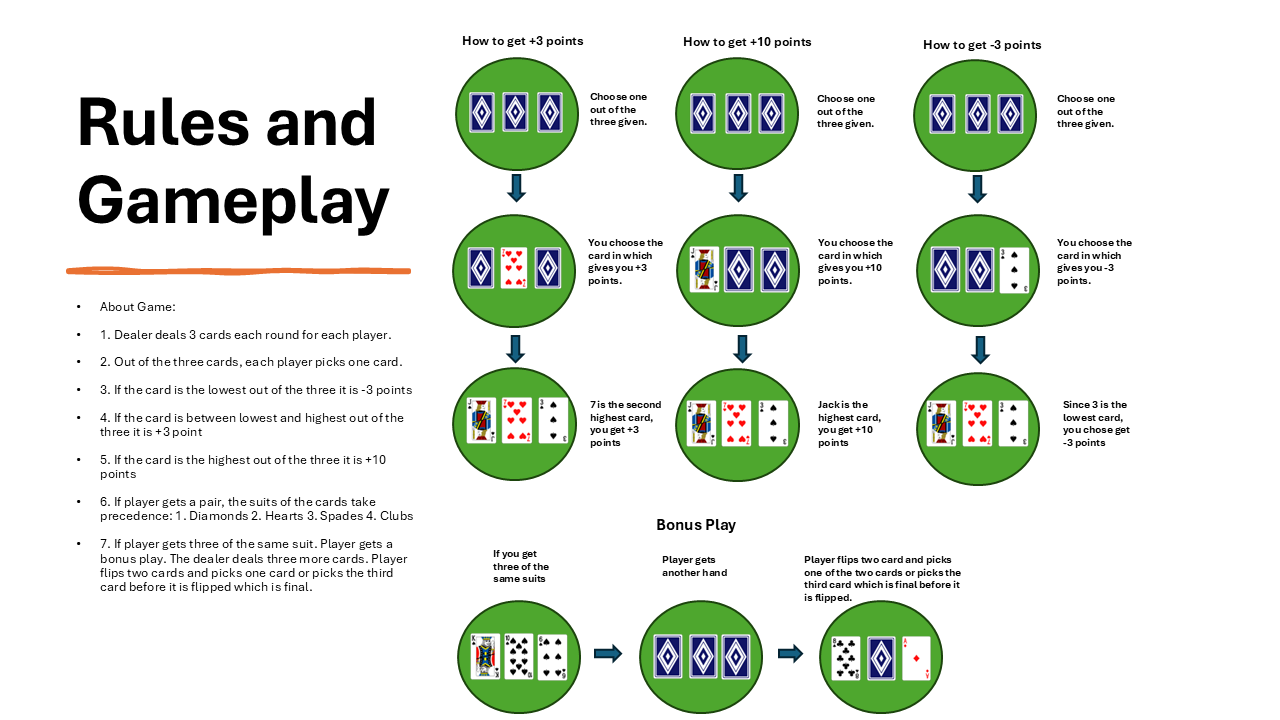 Rules and
Gameplay
• About Game:
• 1. Dealer deals 3 cards each round for each player.
• 2. Out of the three cards, each player picks one card.
• 3. If the card is the lowest out of the three it is -3 points
• 4. If the card is between lowest and highest out of the
three it is +3 point
• 5. If the card is the highest out of the three it is +10
points
• 6. If player gets a pair, the suits of the cards take
precedence: 1. Diamonds 2. Hearts 3. Spades 4. Clubs
• 7. If player gets three of the same suit. Player gets a
bonus play. The dealer deals three more cards. Player
flips two cards and picks one card or picks the third
card before it is flipped which is final.
How to get +3 points
Choose one
out of the
three given.
You choose the
card in which
gives you +3
points.
7 is the second
highest card,
you get +3
points
How to get +10 points
Choose one
out of the
three given.
You choose the
card in which
gives you +10
points.
Jack is the
highest card,
you get +10
points
How to get -3 points
Choose one
out of the
three given.
You choose the
card in which
gives you -3
points.
Since 3 is the
lowest card,
you chose get
-3 points
Bonus Play
If you get
three of the
same suits
Player gets
another hand
Player flips two card and picks
one of the two cards or picks the
third card which is final before it
is flipped.